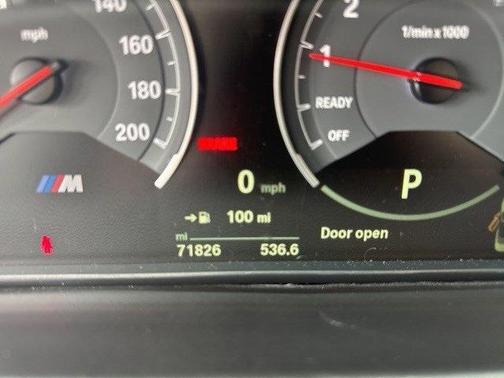 140
mph
160
180
200
2
1/min x 1000
1
READY
OFF
BRAKE
M
0 mph
P
100 mi
Door open
mi
71826 536.6